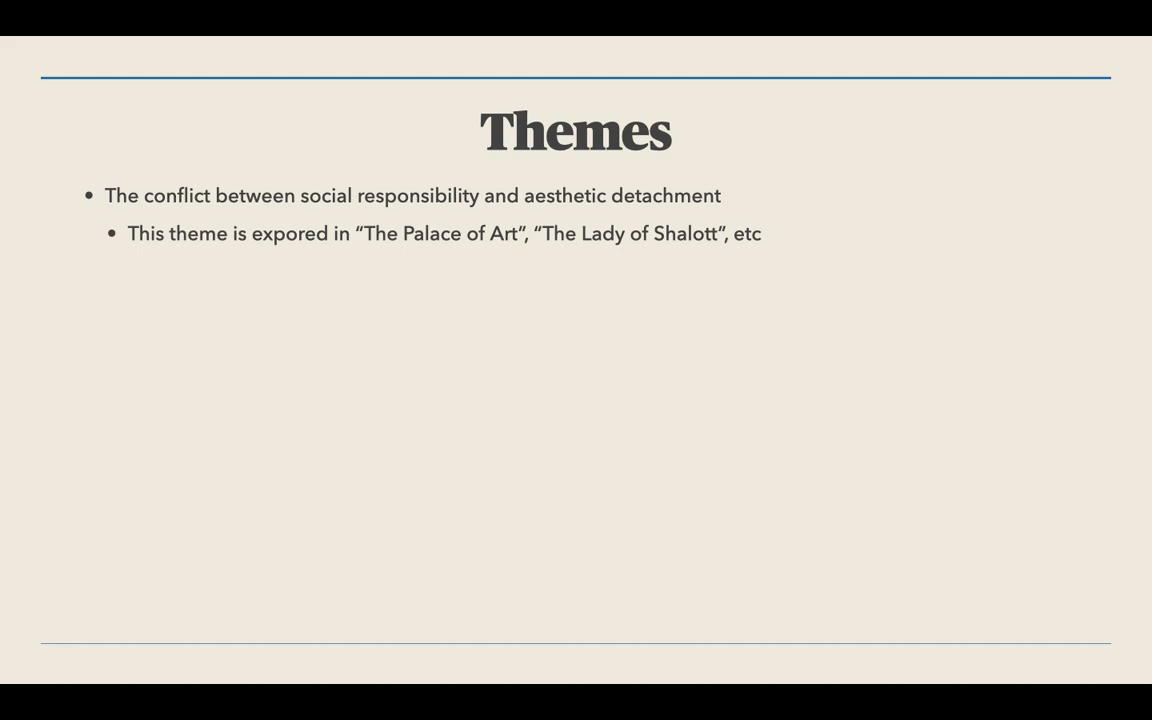 Themes
• The conflict between social responsibility and aesthetic detachment
• This theme is expored in “The Palace of Art”, “The Lady of Shalott”, etc